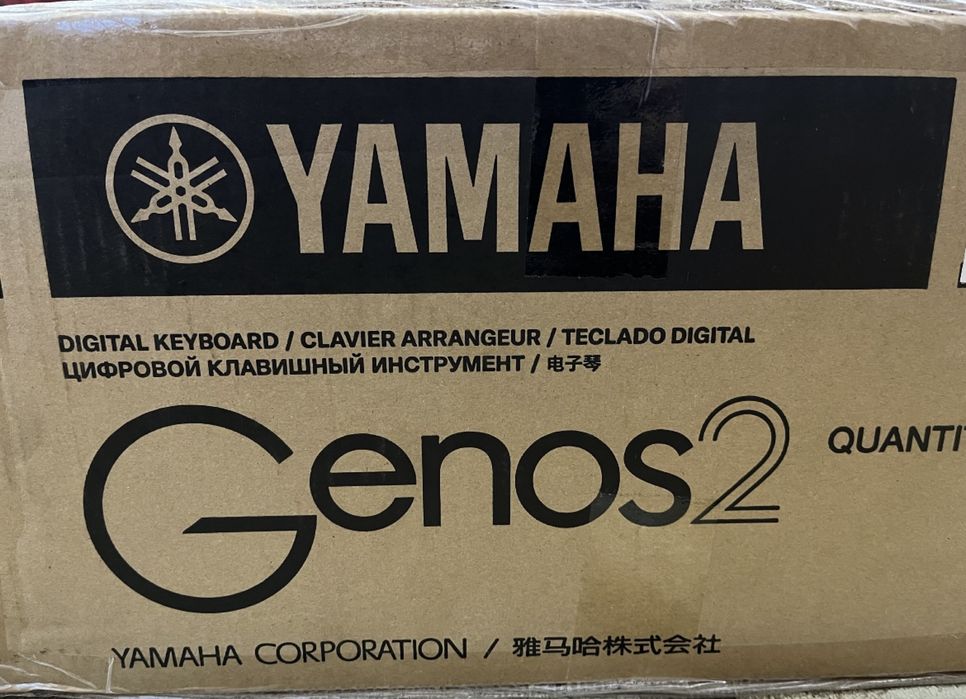 YAMAHA
DIGITAL KEYBOARD / CLAVIER ARRANGEUR / TECLADO DIGITAL
ЦИФРОВОЙ КЛАВИШНЫЙ ИНСТРУМЕНТ / 电子琴
Genos2
QUANTI
YAMAHA CORPORATION / 雅马哈株式会社